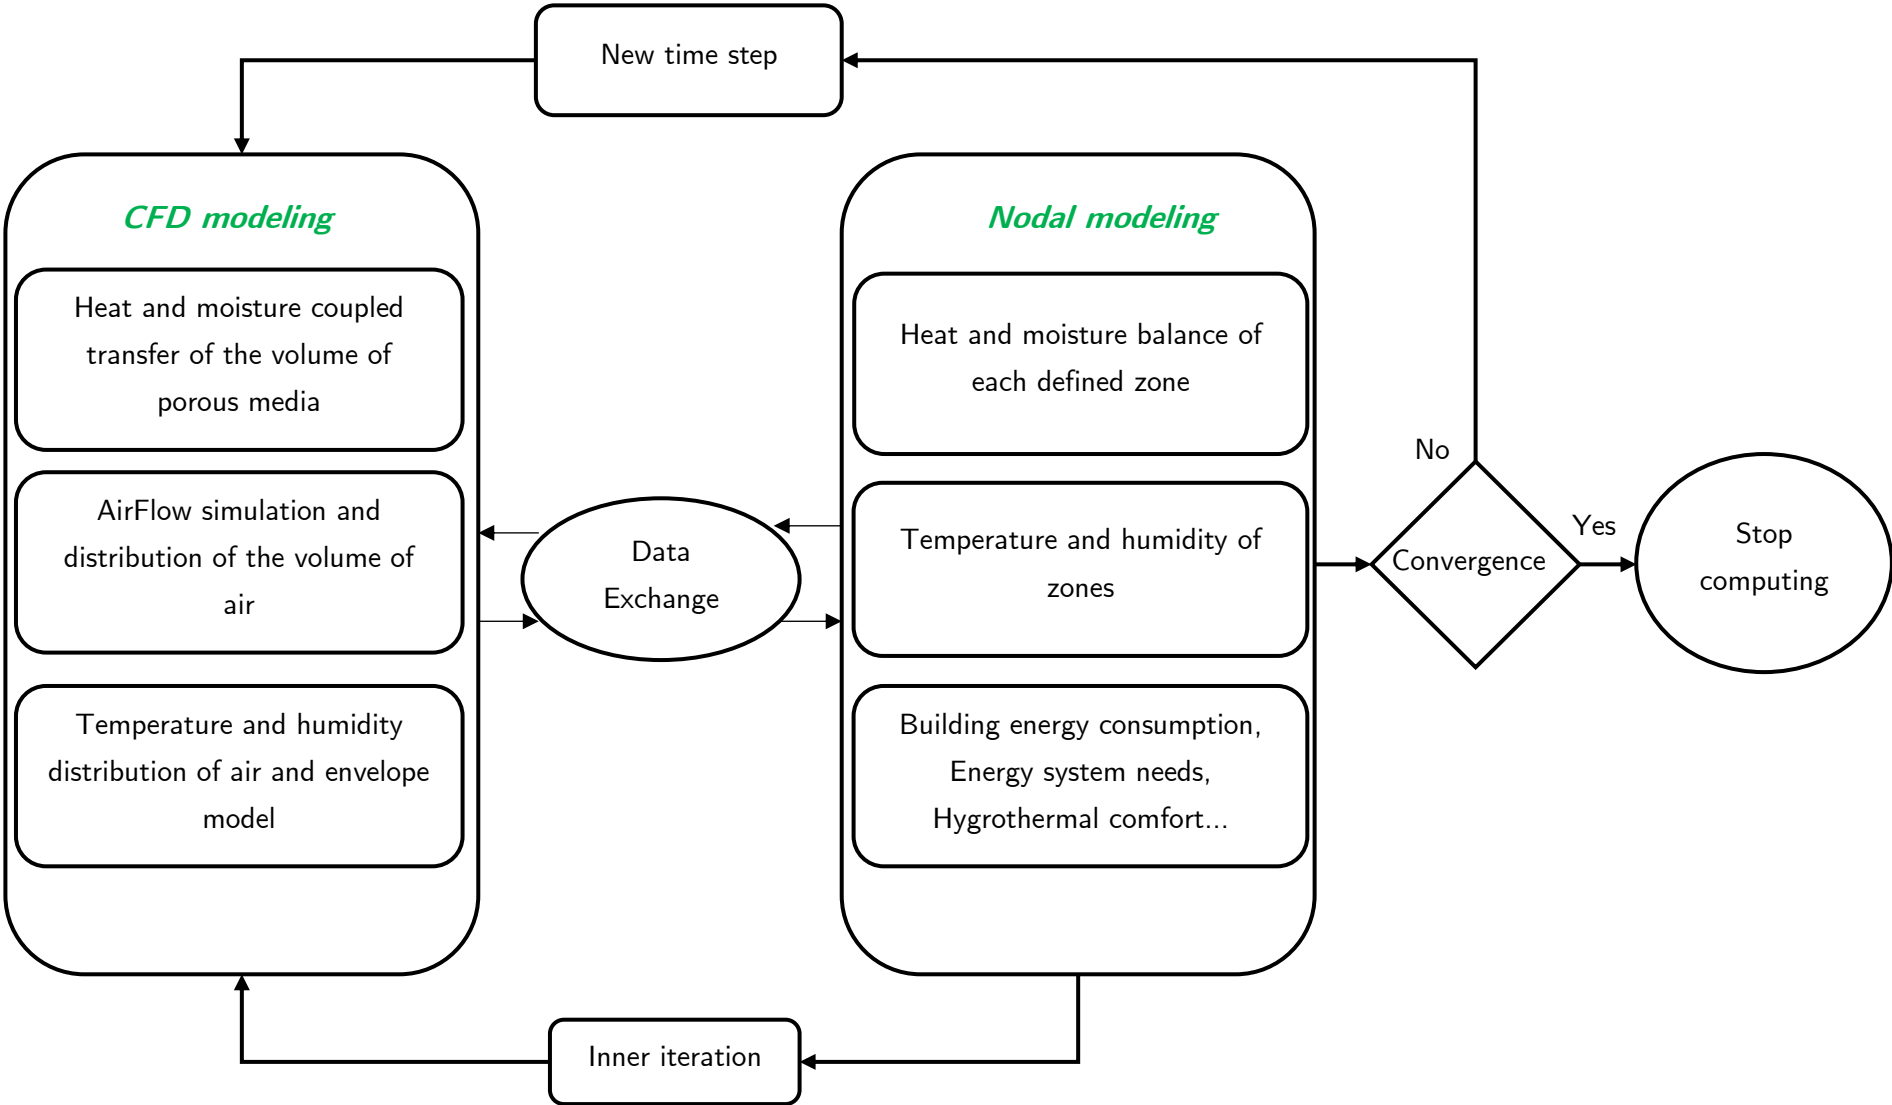 New time step
CFD modeling
Heat and moisture coupled
transfer of the volume of
porous media
AirFlow simulation and
distribution of the volume of
air
Temperature and humidity
distribution of air and envelope
model
Data
Exchange
Nodal modeling
Heat and moisture balance of
each defined zone
Temperature and humidity of
zones
Building energy consumption,
Energy system needs,
Hygrothermal comfort...
No
Convergence
Yes
Stop
computing
Inner iteration